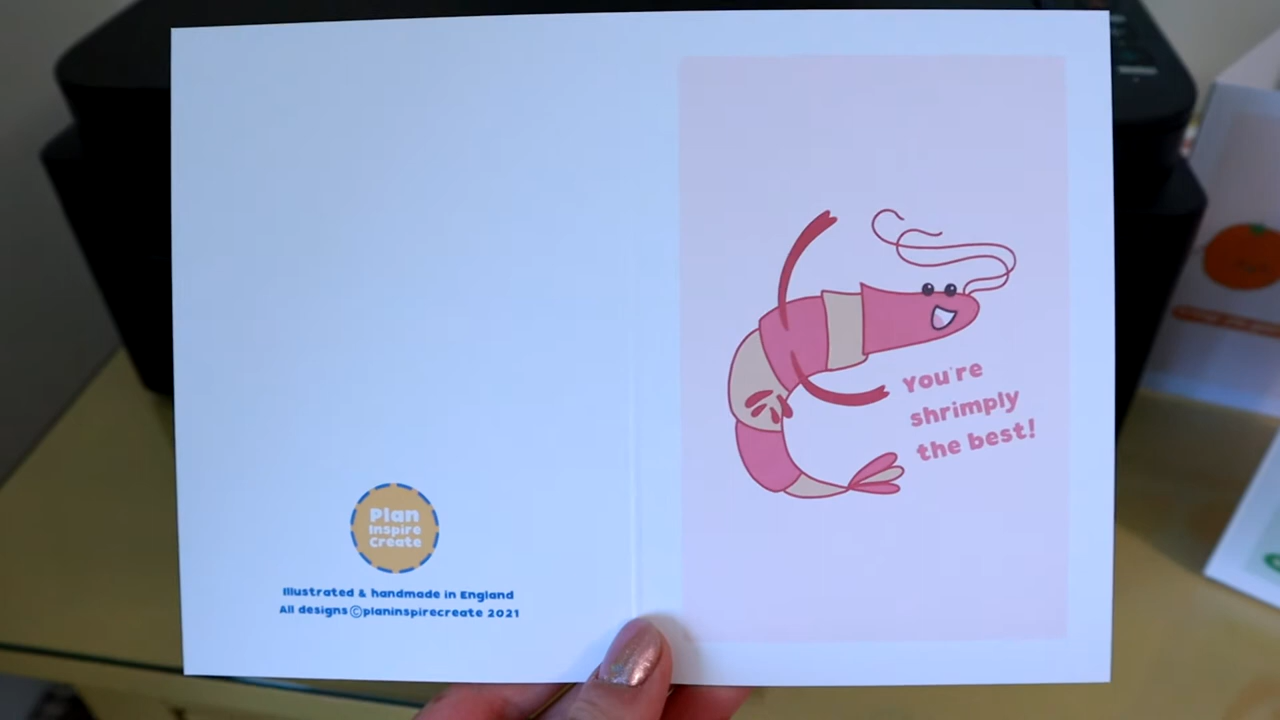 Plan
Inspire
Create
Illustrated & handmade in England
All designs©planinspirecreate 2021
You're
shrimply
the best!